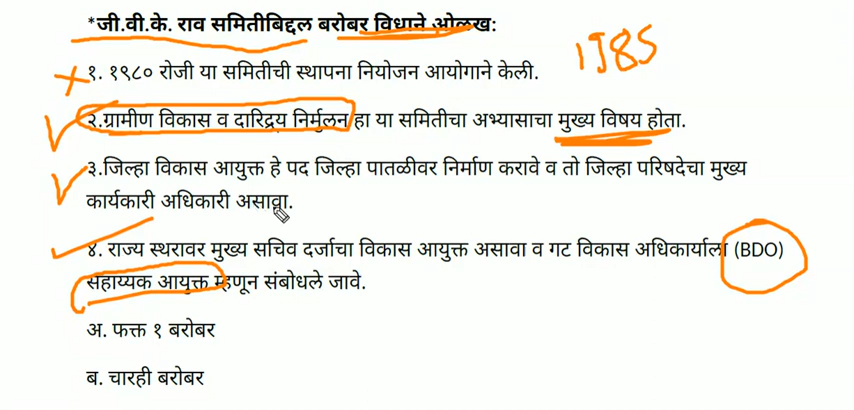 *जी.वी.के. राव समितीबिद्दल बरोबर विधाने ओळख:
1985
१. १९८० रोजी या समितीची स्थापना नियोजन आयोगाने केली.
२.ग्रामीण विकास व दारिद्र्य निर्मुलन हा या समितीचा अभ्यासाचा मुख्य विषय होता.
३.जिल्हा विकास आयुक्त हे पद जिल्हा पातळीवर निर्माण करावे व तो जिल्हा परिषदेचा मुख्य
कार्यकारी अधिकारी असावा.
४. राज्य स्थरावर मुख्य सचिव दर्जाचा विकास आयुक्त असावा व गट विकास अधिकार्याला (BDO)
सहाय्यक आयुक्त म्हणून संबोधले जावे.
अ. फक्त १ बरोबर
ब. चारही बरोबर